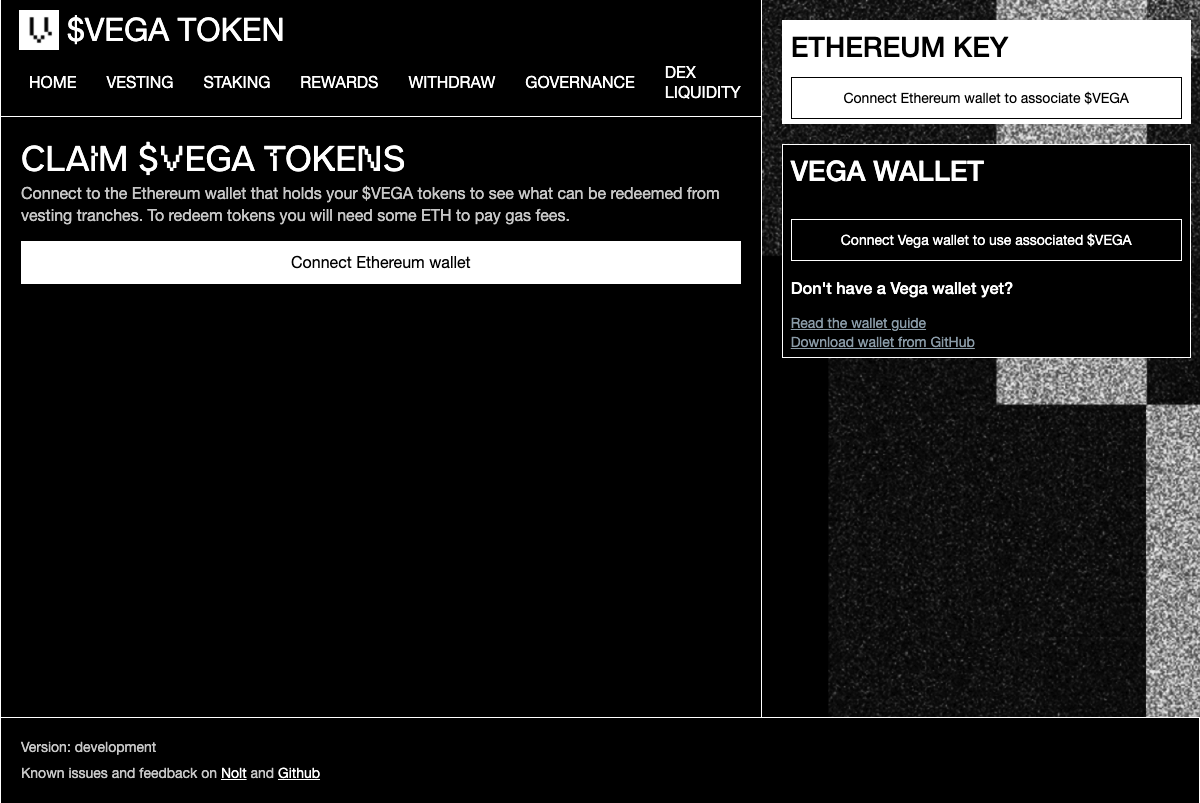 $VEGA TOKEN
HOME VESTING STAKING REWARDS WITHDRAW GOVERNANCE DEX LIQUIDITY
CLAIM $VEGA TOKENS
Connect to the Ethereum wallet that holds your $VEGA tokens to see what can be redeemed from
vesting tranches. To redeem tokens you will need some ETH to pay gas fees.
Connect Ethereum wallet
ETHEREUM KEY
Connect Ethereum wallet to associate $VEGA
VEGA WALLET
Connect Vega wallet to use associated $VEGA
Don't have a Vega wallet yet?
Read the wallet guide
Download wallet from GitHub
Version: development
Known issues and feedback on Nolt and Github